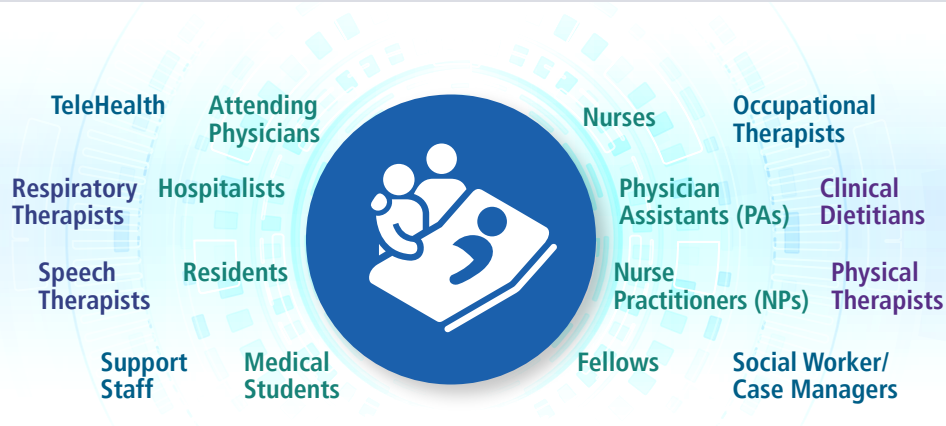 TeleHealth
Attending
Physicians
Nurses
Occupational
Therapists
Respiratory
Therapists
Hospitalists
Physician
Assistants (PAs)
Clinical
Dietitians
Speech
Therapists
Residents
Nurse
Practitioners (NPs)
Physical
Therapists
Support
Staff
Medical
Students
Fellows
Social Worker/
Case Managers